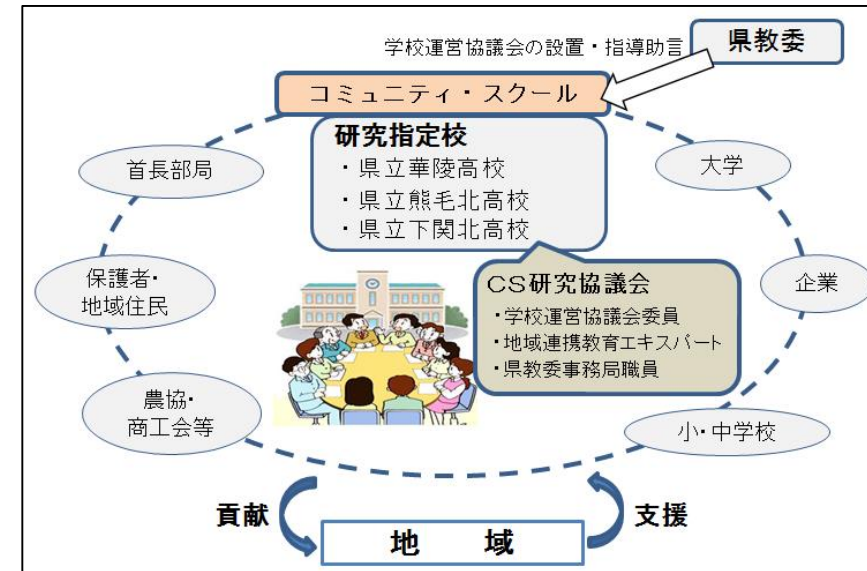 学校運営協議会の設置・指導助言
県教委
コミュニティ・スクール
研究指定校
・県立華陵高校
・県立熊毛北高校
・県立下関北高校
首長部局
大学
保護者・
地域住民
企業
CS研究協議会
・学校運営協議会委員
・地域連携教育エキスパート
・県教委事務局職員
農協・
商工会等
小・中学校
貢献
支援
地 域